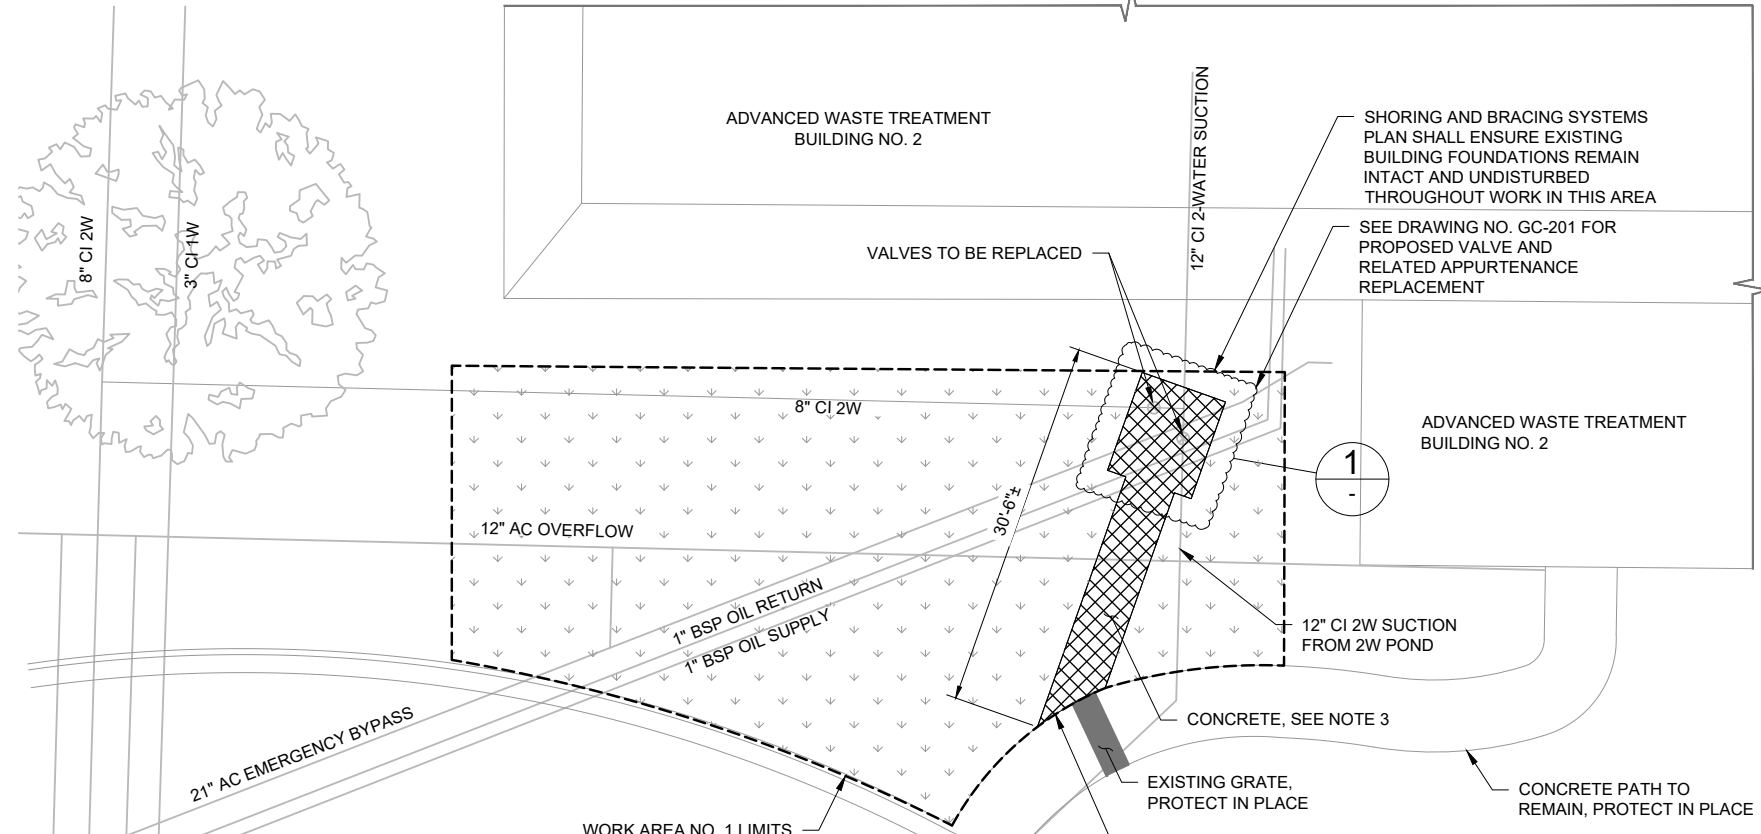 ADVANCED WASTE TREATMENT
BUILDING NO. 2
12" CI 2-WATER SUCTION
SHORING AND BRACING SYSTEMS
PLAN SHALL ENSURE EXISTING
BUILDING FOUNDATIONS REMAIN
INTACT AND UNDISTURBED
THROUGHOUT WORK IN THIS AREA
8" CI 2W
3" CI 1W
VALVES TO BE REPLACED
SEE DRAWING NO. GC-201 FOR
PROPOSED VALVE AND
RELATED APPURTENANCE
REPLACEMENT
8" CI 2W
ADVANCED WASTE TREATMENT
BUILDING NO. 2
1
-
30'-6"±
12" AC OVERFLOW
1" BSP OIL RETURN
1" BSP OIL SUPPLY
12" CI 2W SUCTION
FROM 2W POND
21" AC EMERGENCY BYPASS
CONCRETE, SEE NOTE 3
EXISTING GRATE,
PROTECT IN PLACE
CONCRETE PATH TO
REMAIN, PROTECT IN PLACE
WORK AREA NO. 1 LIMITS